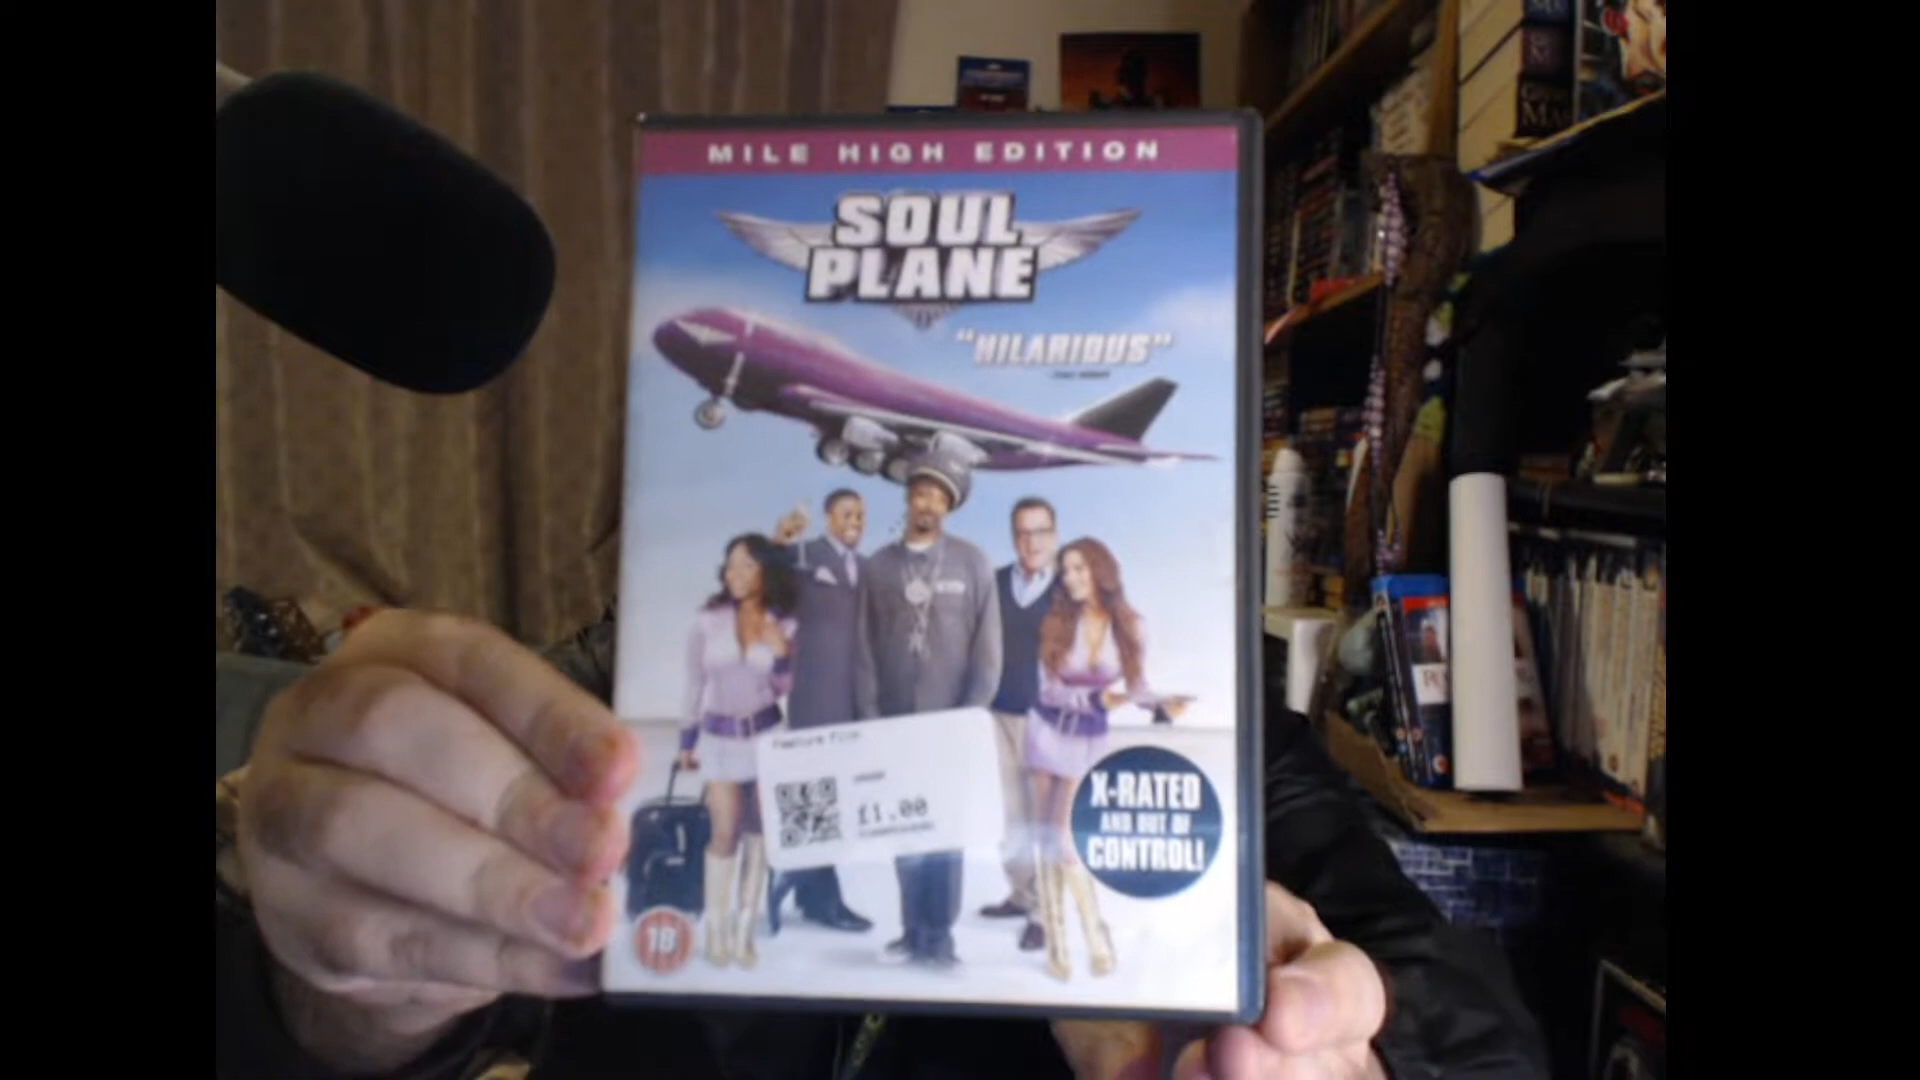 MILE HIGH EDITION
SOUL
PLANE
"HILARIOUS"
Feature Film
£1.00
X-RATED
AND OUT OF
CONTROL!
18